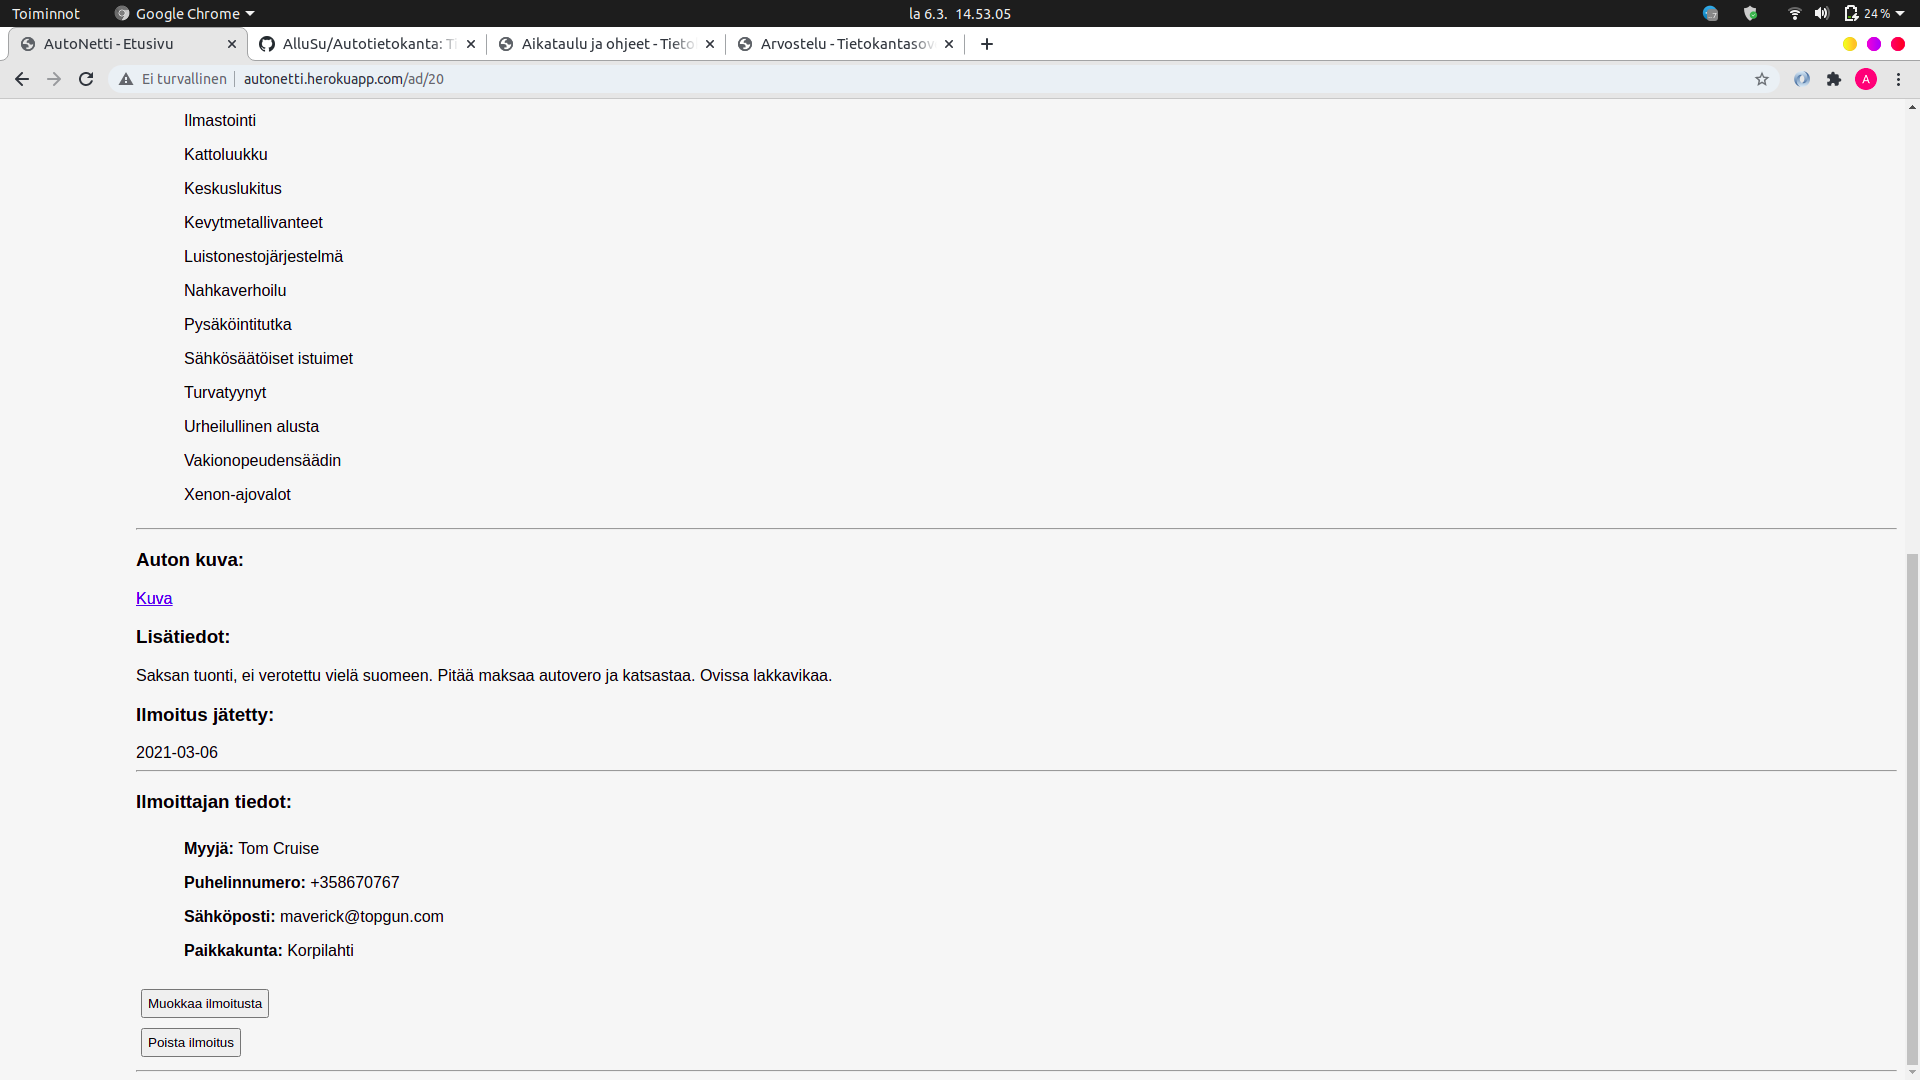 Toiminnot
Google Chrome
la 6.3. 14.53.05
24 %
AutoNetti - Etusivu
AlluSu/Autotietokanta: Ti
Aikataulu ja ohjeet - Tieto
Arvostelu - Tietokantasov
Ei turvallinen
autonetti.herokuapp.com/ad/20
A
Ilmastointi
Kattoluukku
Keskuslukitus
Kevytmetallivanteet
Luistonestojärjestelmä
Nahkaverhoilu
Pysäköintitutka
Sähkösäätöiset istuimet
Turvatyynyt
Urheilullinen alusta
Vakionopeudensäädin
Xenon-ajovalot
Auton kuva:
Kuva
Lisätiedot:
Saksan tuonti, ei verotettu vielä suomeen. Pitää maksaa autovero ja katsastaa. Ovissa lakkavikaa.
Ilmoitus jätetty:
2021-03-06
Ilmoittajan tiedot:
Myyjä: Tom Cruise
Puhelinnumero: +358670767
Sähköposti: maverick@topgun.com
Paikkakunta: Korpilahti
Muokkaa ilmoitusta
Poista ilmoitus